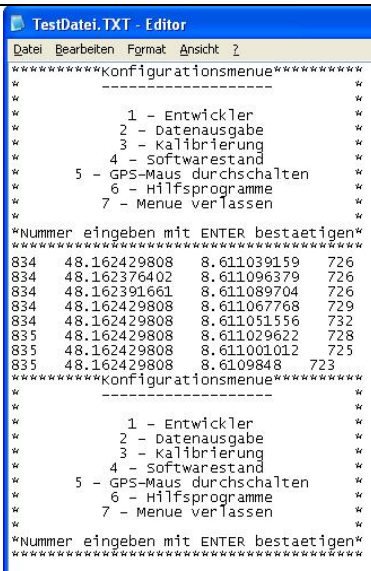 TestDatei.TXT - Editor
Datei Bearbeiten Format Ansicht ?
**********Konfigurationsmenue**********
* ------------------- *
* *
* 1 - Entwickler *
* 2 - Datenausgabe *
* 3 - Kalibrierung *
* 4 - Softwarestand *
* 5 - GPS-Maus durchschalten *
* 6 - Hilfsprogramme *
* 7 - Menue verlassen *
* *
*Nummer eingeben mit ENTER bestaetigen*
***************************************
834 48.162429808 8.611039159 726
834 48.162376402 8.611096379 726
834 48.162391661 8.611089704 726
834 48.162429808 8.611067768 729
834 48.162429808 8.611051556 732
835 48.162429808 8.611029622 728
835 48.162429808 8.611001012 725
835 48.162429808 8.6109848 723
**********Konfigurationsmenue**********
* ------------------- *
* *
* 1 - Entwickler *
* 2 - Datenausgabe *
* 3 - Kalibrierung *
* 4 - Softwarestand *
* 5 - GPS-Maus durchschalten *
* 6 - Hilfsprogramme *
* 7 - Menue verlassen *
* *
*Nummer eingeben mit ENTER bestaetigen*
***************************************